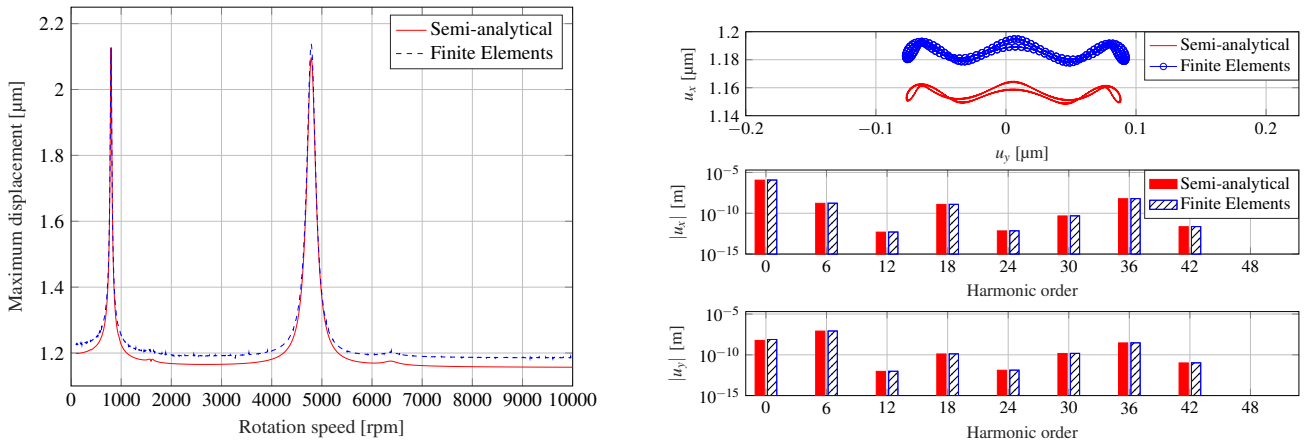 2.2
2
1.8
1.6
1.4
1.2
Maximum displacement [µm]
Semi-analytical
Finite Elements
0 1000 2000 3000 4000 5000 6000 7000 8000 9000 10000
Rotation speed [rpm]
1.2
1.18
1.16
1.14
u_x [µm]
Semi-analytical
Finite Elements
−0.2 −0.1 0 0.1 0.2
u_y [µm]
10^−5
10^−10
10^−15
|u_x| [m]
Semi-analytical
Finite Elements
0 6 12 18 24 30 36 42 48
Harmonic order
10^−5
10^−10
10^−15
|u_y| [m]
0 6 12 18 24 30 36 42 48
Harmonic order